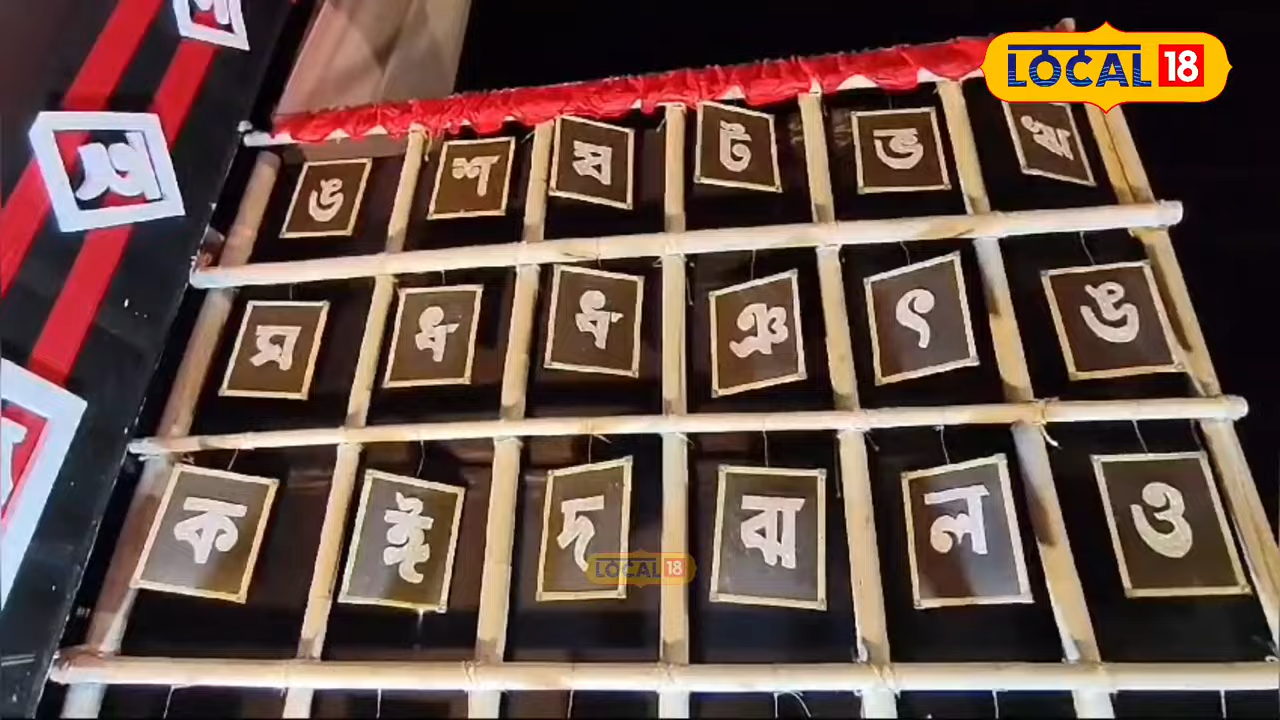 LOCAL 18
ঙ শ ষ ট ভ ঋ
স ধ ধ ঞ ৎ ঙ
ক ঈ দ ঝ ল ও
LOCAL 18